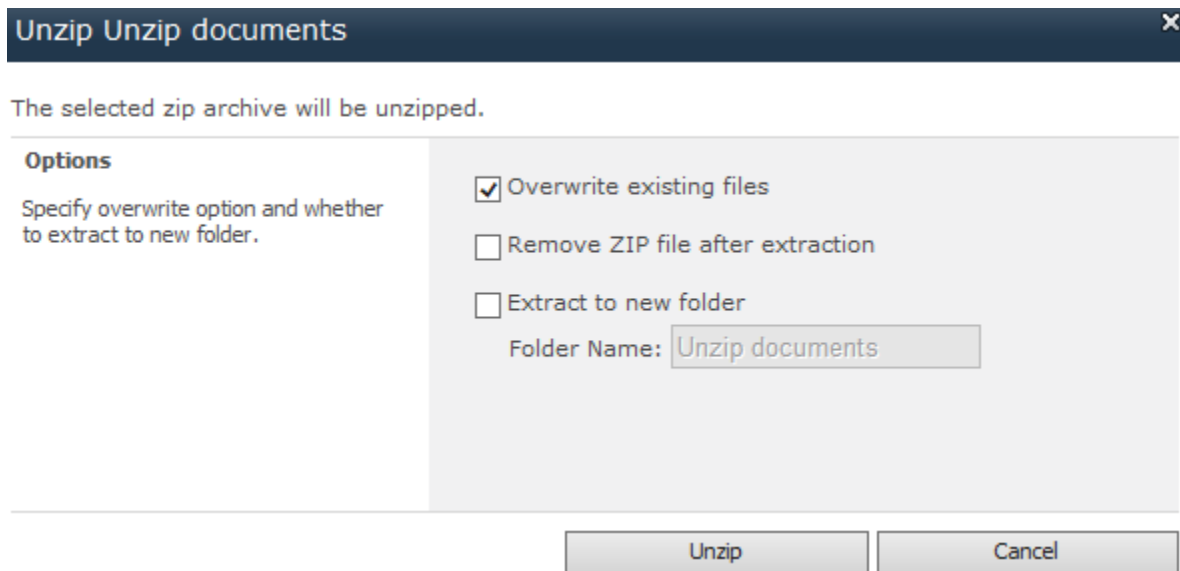 Unzip Unzip documents
The selected zip archive will be unzipped.
Options
Specify overwrite option and whether
to extract to new folder.
Overwrite existing files
Remove ZIP file after extraction
Extract to new folder
Folder Name: Unzip documents
Unzip Cancel